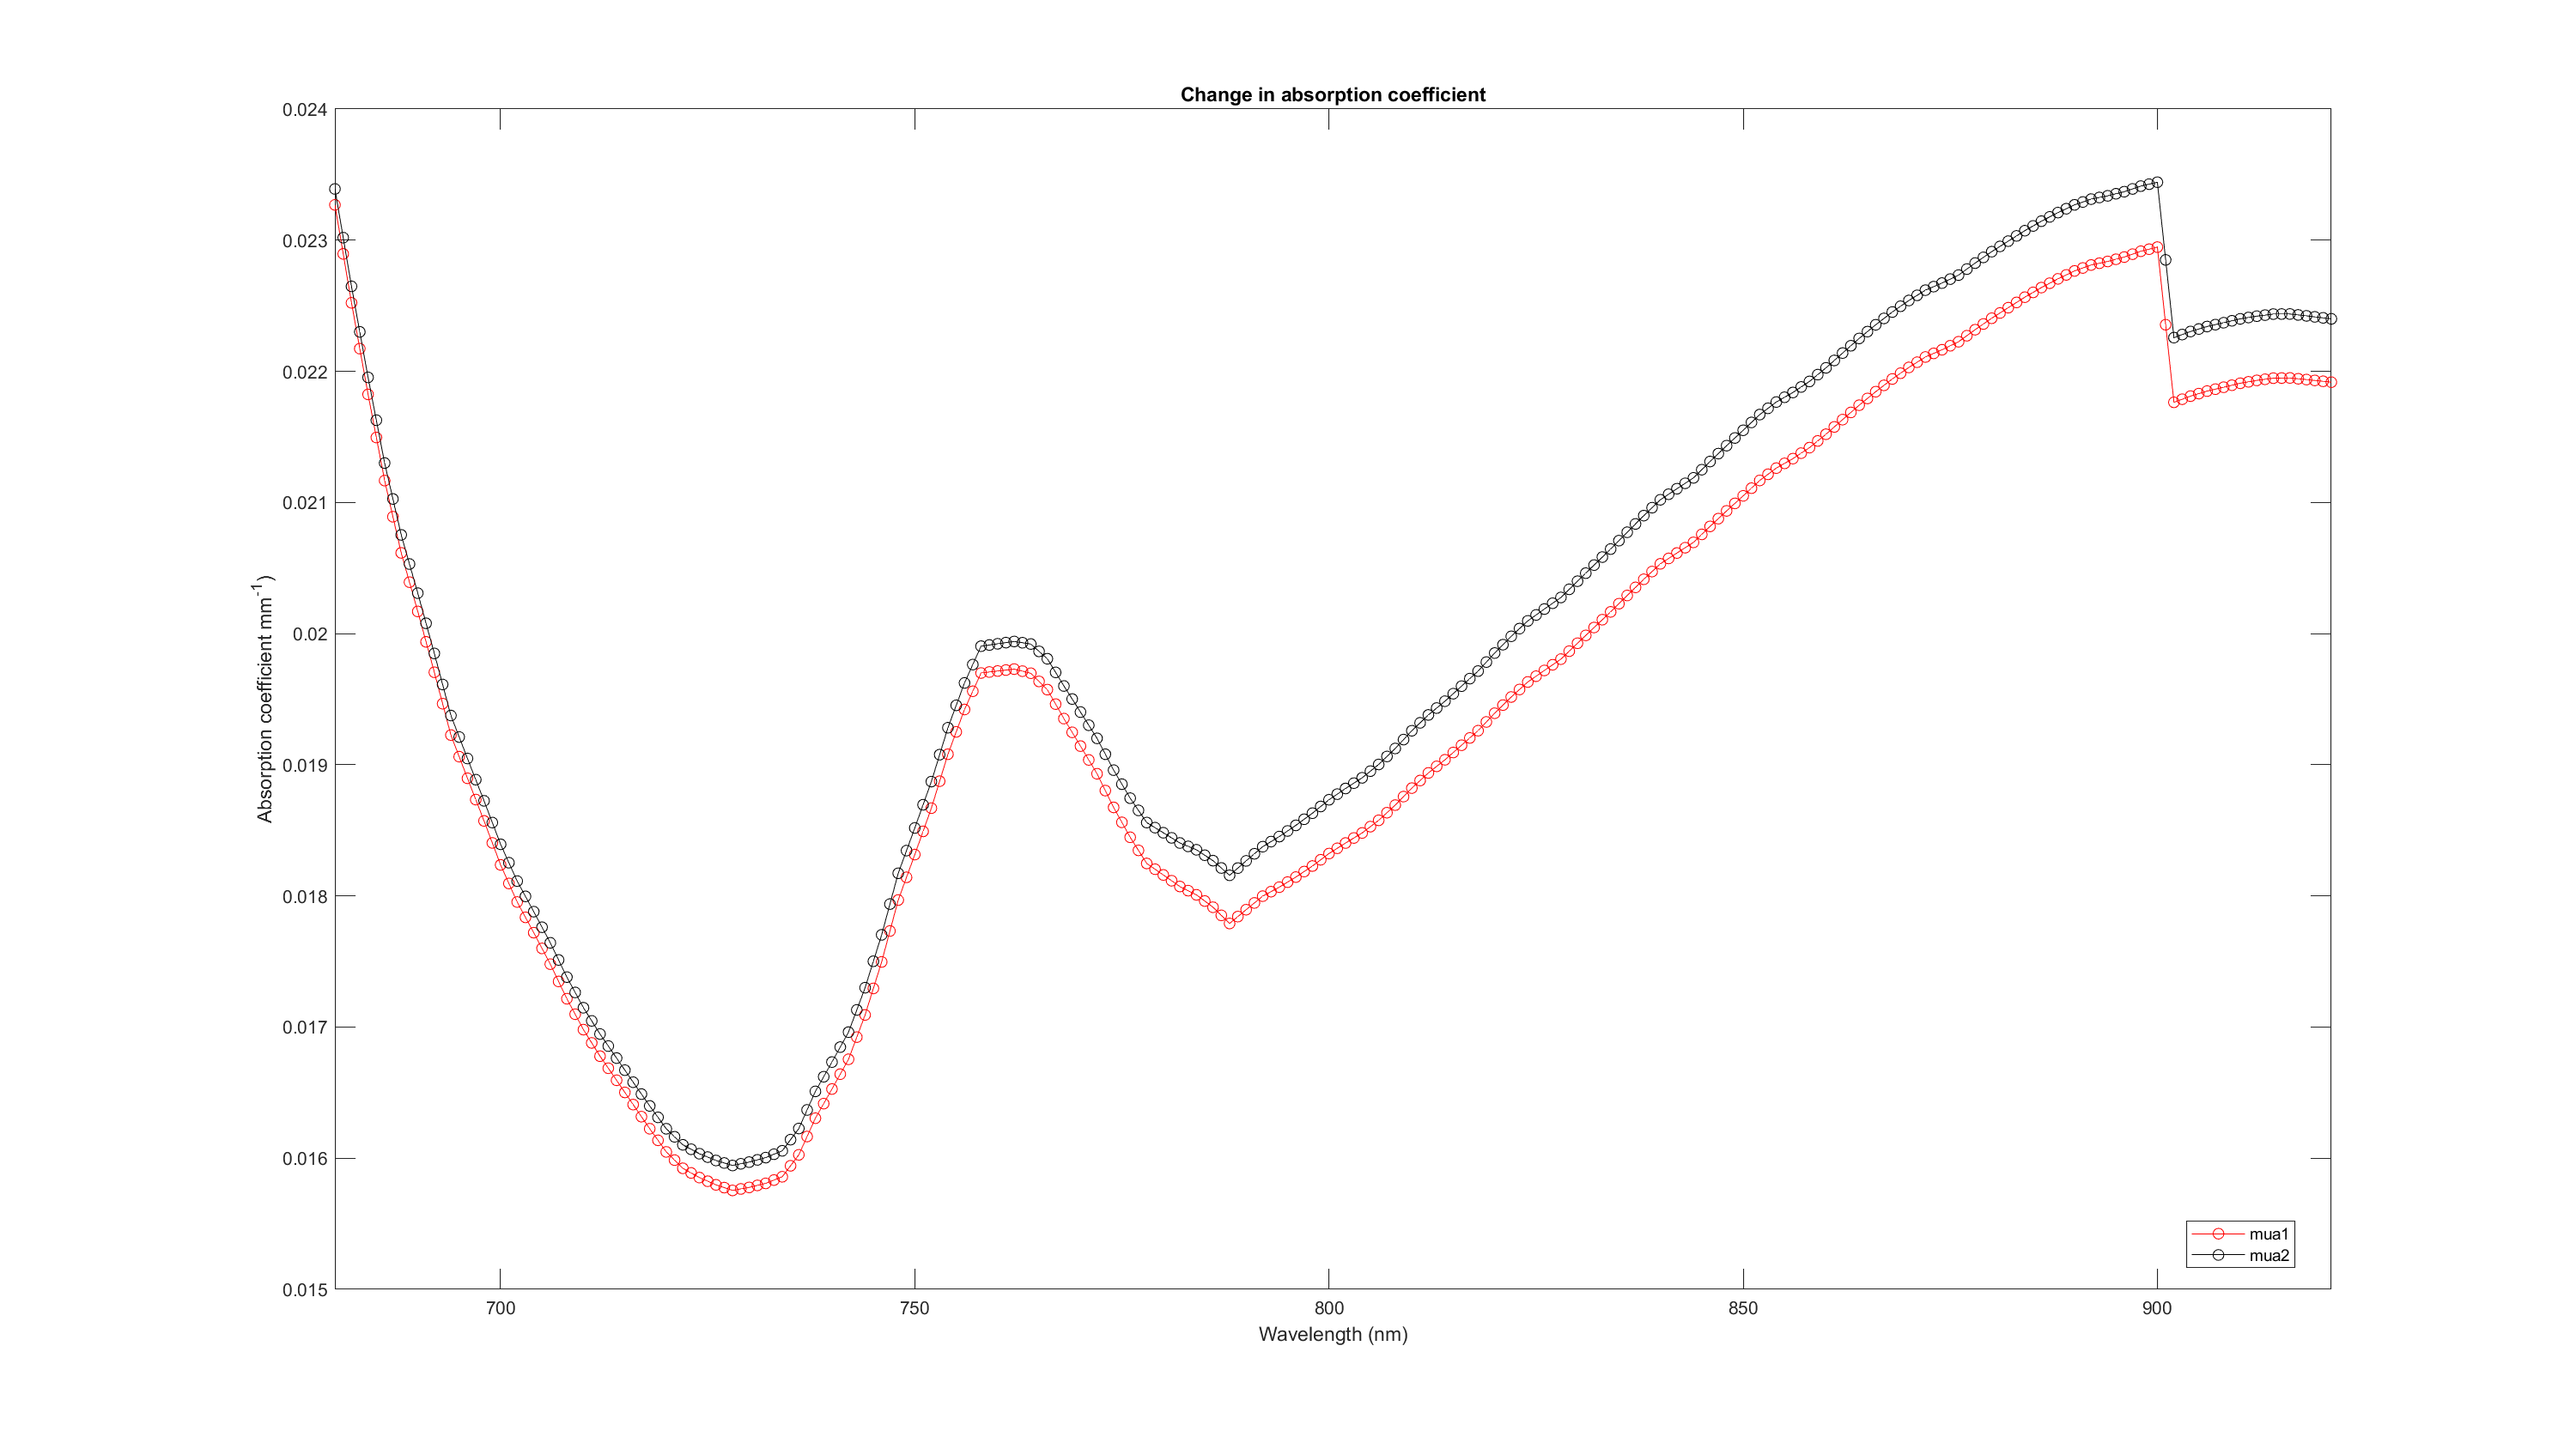 Change in absorption coefficient
0.024
0.023
0.022
0.021
0.02
0.019
0.018
0.017
0.016
0.015
Absorption coefficient mm-1)
700 750 800 850 900
Wavelength (nm)
mua1
mua2